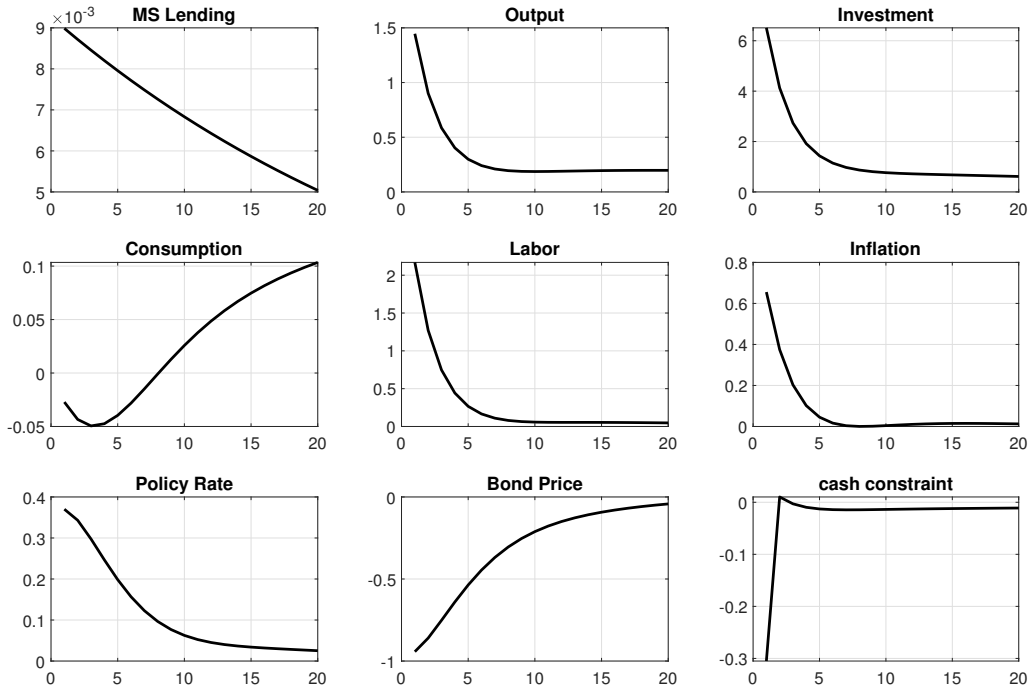 MS Lending
×10⁻³
9
8
7
6
5
0 5 10 15 20
Output
1.5
1
0.5
0
0 5 10 15 20
Investment
6
4
2
0
0 5 10 15 20
Consumption
0.1
0.05
0
-0.05
0 5 10 15 20
Labor
2
1.5
1
0.5
0
0 5 10 15 20
Inflation
0.8
0.6
0.4
0.2
0
0 5 10 15 20
Policy Rate
0.4
0.3
0.2
0.1
0
0 5 10 15 20
Bond Price
0
-0.5
-1
0 5 10 15 20
cash constraint
0
-0.1
-0.2
-0.3
0 5 10 15 20